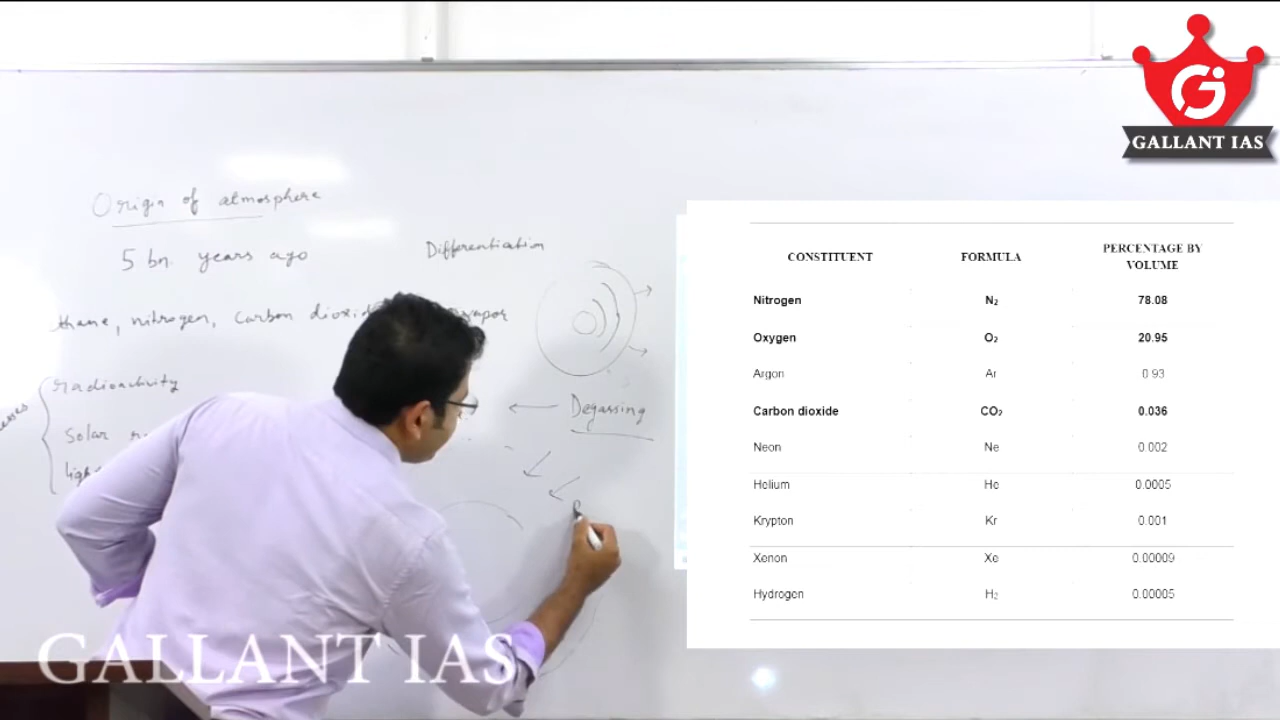 GALLANT IAS
Origin of atmosphere
5 bn. years ago
Differentiation
thane, nitrogen, carbon dioxid vapor
radioactivity
Solar
ligh
Degassing
CONSTITUENT FORMULA PERCENTAGE BY VOLUME
Nitrogen N₂ 78.08
Oxygen O₂ 20.95
Argon Ar 0.93
Carbon dioxide CO₂ 0.036
Neon Ne 0.002
Helium He 0.0005
Krypton Kr 0.001
Xenon Xe 0.00009
Hydrogen H₂ 0.00005
GALLANT IAS